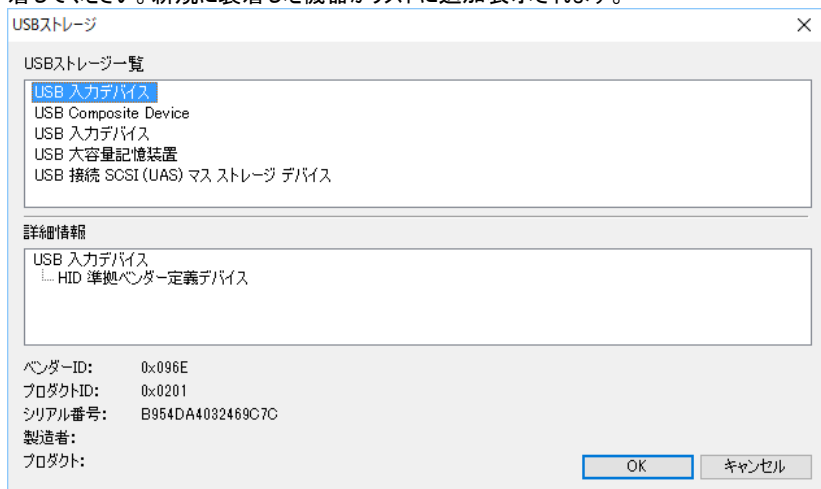 USBストレージ
USBストレージ一覧
USB 入力デバイス
USB Composite Device
USB 入力デバイス
USB 大容量記憶装置
USB 接続 SCSI (UAS) マス ストレージ デバイス
詳細情報
USB 入力デバイス
HID 準拠ベンダー定義デバイス
ベンダーID: 0x096E
プロダクトID: 0x0201
シリアル番号: B954DA4032469C7C
製造者:
プロダクト:
OK キャンセル